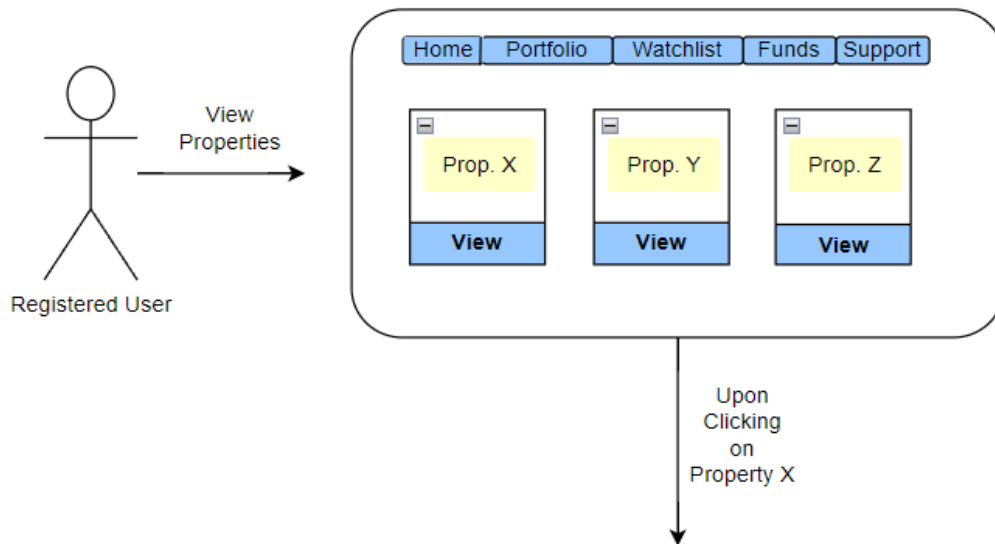 Home Portfolio Watchlist Funds Support
View
Properties
Prop. X Prop. Y Prop. Z
View View View
Registered User
Upon
Clicking
on
Property X